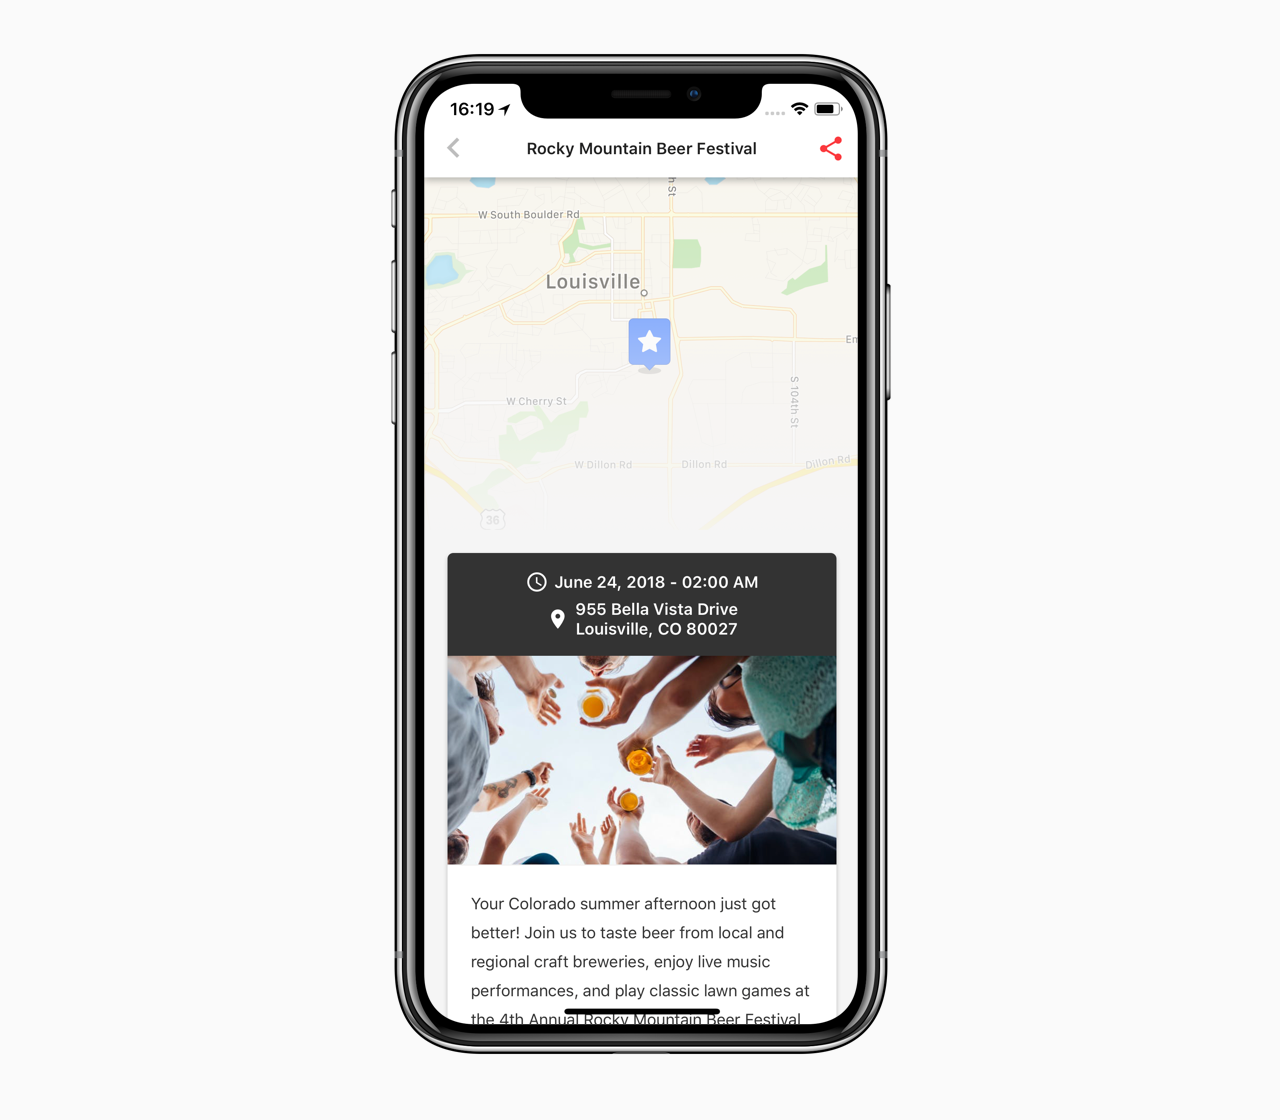 16:19
Rocky Mountain Beer Festival
h St
W South Boulder Rd
Louisville
Em
S 104th St
W Cherry St
W Dillon Rd
Dillon Rd
Dillon Rd
36
June 24, 2018 - 02:00 AM
955 Bella Vista Drive
Louisville, CO 80027
Your Colorado summer afternoon just got
better! Join us to taste beer from local and
regional craft breweries, enjoy live music
performances, and play classic lawn games at
the 4th Annual Rocky Mountain Beer Festival